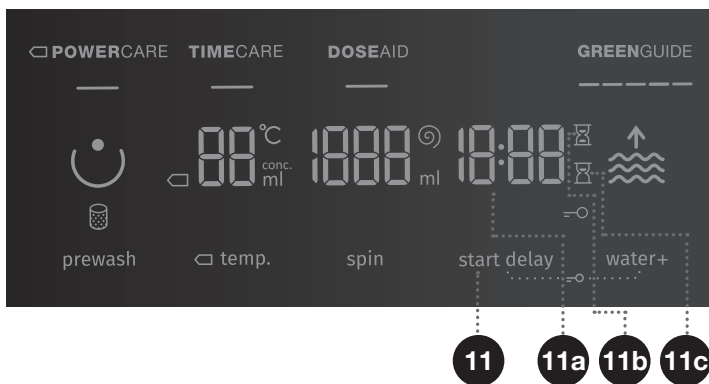 POWERCARE TIMECARE DOSEAID GREENGUIDE
88 °C 1888 18:88
conc.
ml ml
prewash temp. spin start delay water+
11 11a 11b 11c